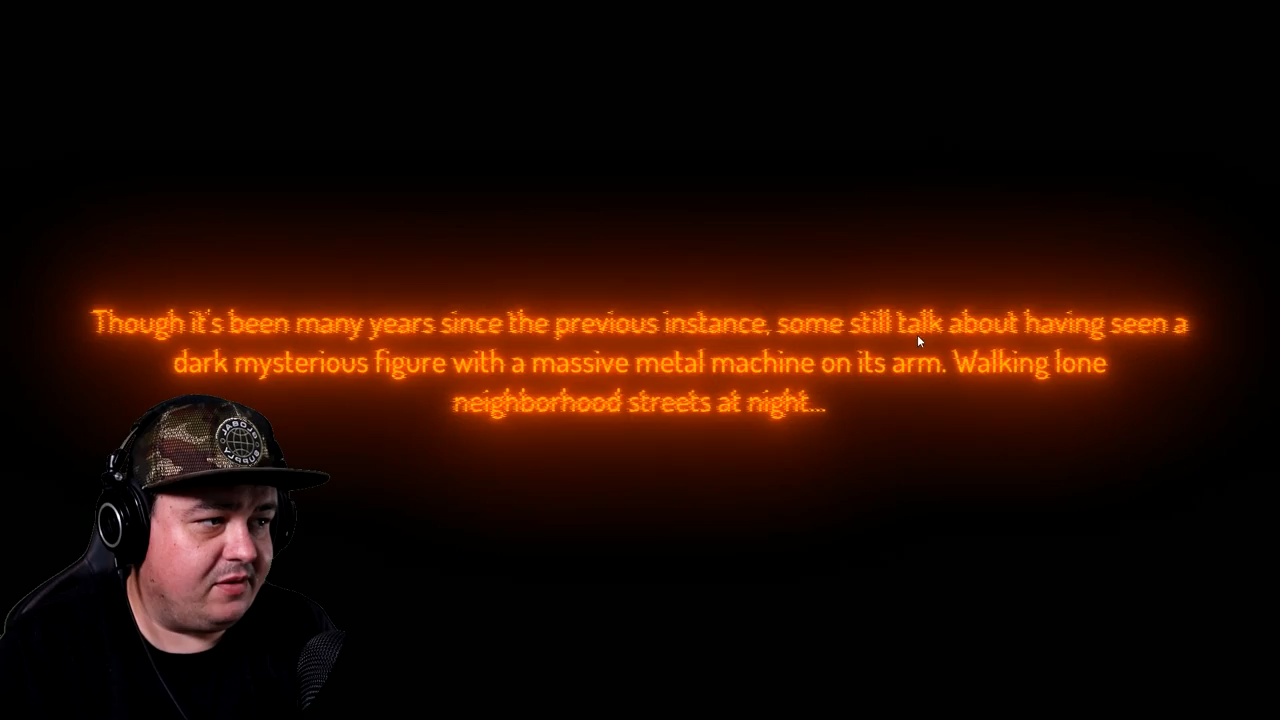 Though it's been many years since the previous instance, some still talk about having seen a
dark mysterious figure with a massive metal machine on its arm. Walking lone
neighborhood streets at night...